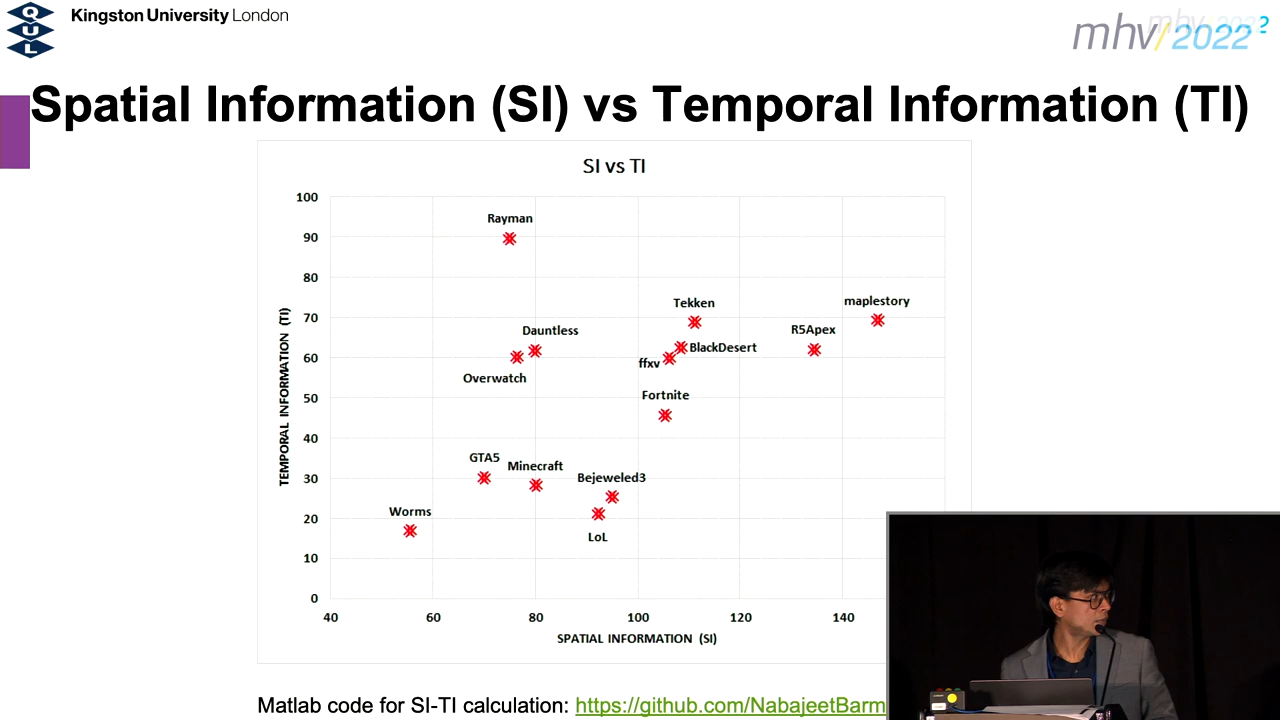 QUL
Kingston University London
mhv/2022
Spatial Information (SI) vs Temporal Information (TI)
SI vs TI
100
90
80
70
60
50
40
30
20
10
0
TEMPORAL INFORMATION (TI)
Rayman
Tekken
maplestory
Dauntless
R5Apex
BlackDesert
ffxv
Overwatch
Fortnite
GTA5
Minecraft
Bejeweled3
Worms
LoL
40 60 80 100 120 140
SPATIAL INFORMATION (SI)
Matlab code for SI-TI calculation: https://github.com/NabajeetBarm